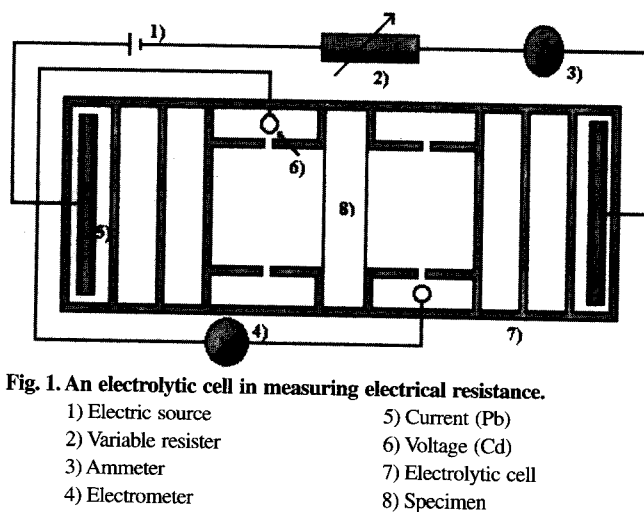 1)
2)
3)
6)
8)
5)
4)
7)
Fig. 1. An electrolytic cell in measuring electrical resistance.
1) Electric source
2) Variable resister
3) Ammeter
4) Electrometer
5) Current (Pb)
6) Voltage (Cd)
7) Electrolytic cell
8) Specimen